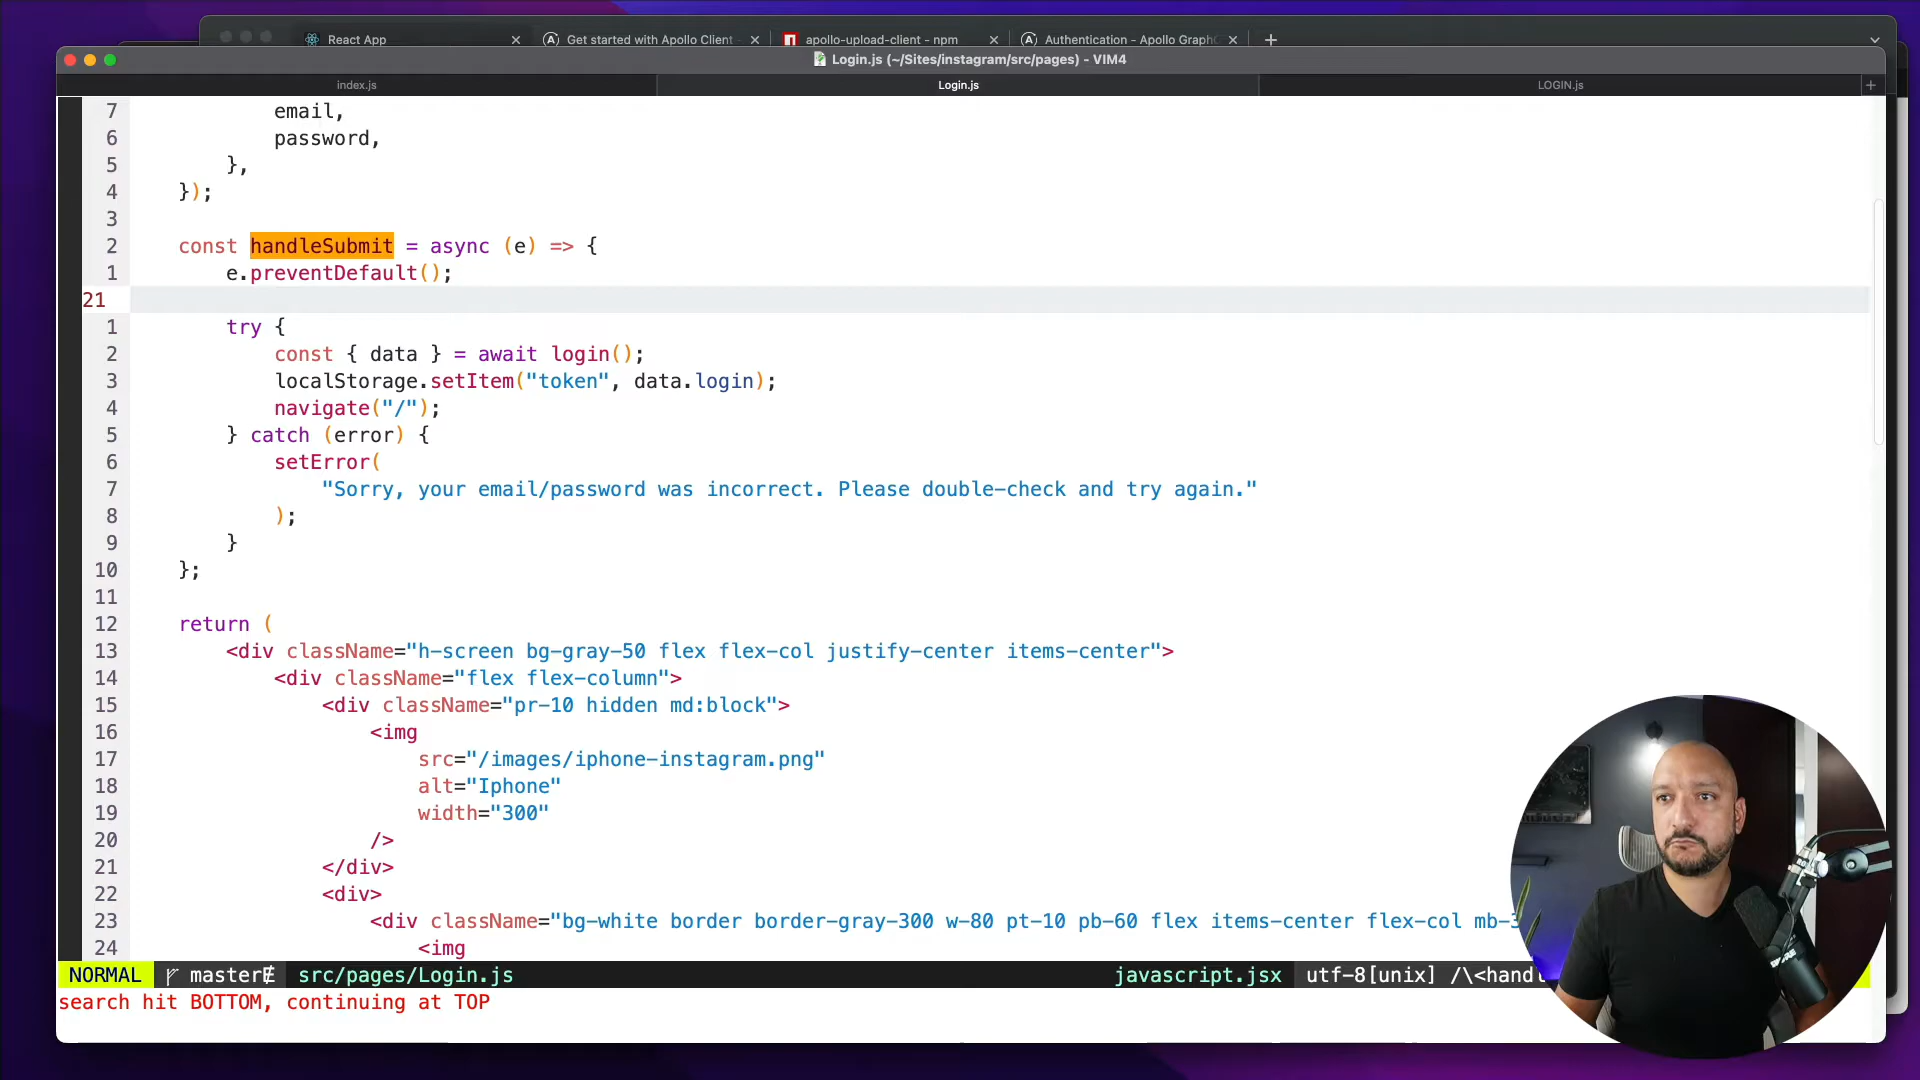 React App
Get started with Apollo Client
apollo-upload-client - npm
Authentication - Apollo Graph
Login.js (~/Sites/instagram/src/pages) - VIM4
index.js
Login.js
LOGIN.js
7 email,
6 password,
5 },
4 });
3
2 const handleSubmit = async (e) => {
1 e.preventDefault();
21
1 try {
2 const { data } = await login();
3 localStorage.setItem("token", data.login);
4 navigate("/");
5 } catch (error) {
6 setError(
7 "Sorry, your email/password was incorrect. Please double-check and try again."
8 );
9 }
10 };
11
12 return (
13 <div className="h-screen bg-gray-50 flex flex-col justify-center items-center">
14 <div className="flex flex-column">
15 <div className="pr-10 hidden md:block">
16 <img
17 src="/images/iphone-instagram.png"
18 alt="Iphone"
19 width="300"
20 />
21 </div>
22 <div>
23 <div className="bg-white border border-gray-300 w-80 pt-10 pb-60 flex items-center flex-col mb-3
24 <img
NORMAL master src/pages/Login.js javascript.jsx utf-8[unix] /\<handl
search hit BOTTOM, continuing at TOP